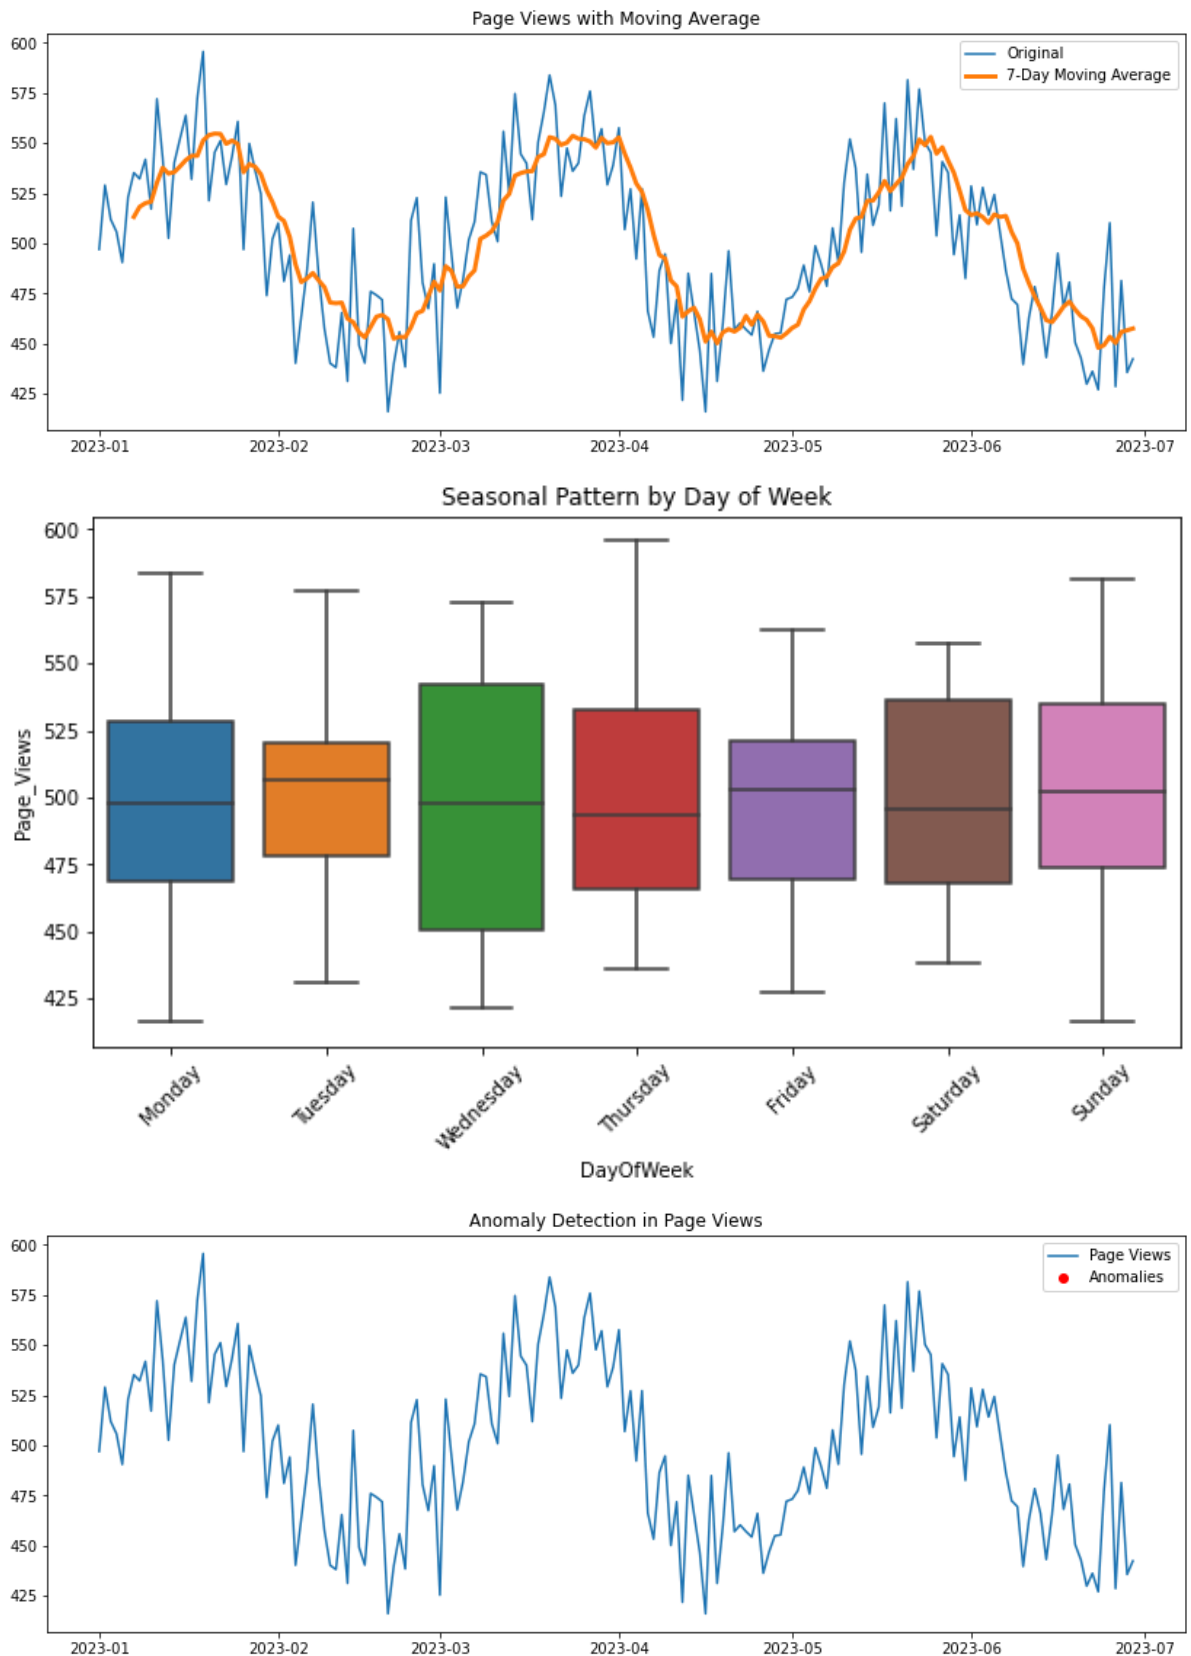 Page Views with Moving Average
600
575
550
525
500
475
450
425
Original
7-Day Moving Average
2023-01 2023-02 2023-03 2023-04 2023-05 2023-06 2023-07
Seasonal Pattern by Day of Week
Page_Views
600
575
550
525
500
475
450
425
Monday Tuesday Wednesday Thursday Friday Saturday Sunday
DayOfWeek
Anomaly Detection in Page Views
600
575
550
525
500
475
450
425
Page Views
Anomalies
2023-01 2023-02 2023-03 2023-04 2023-05 2023-06 2023-07